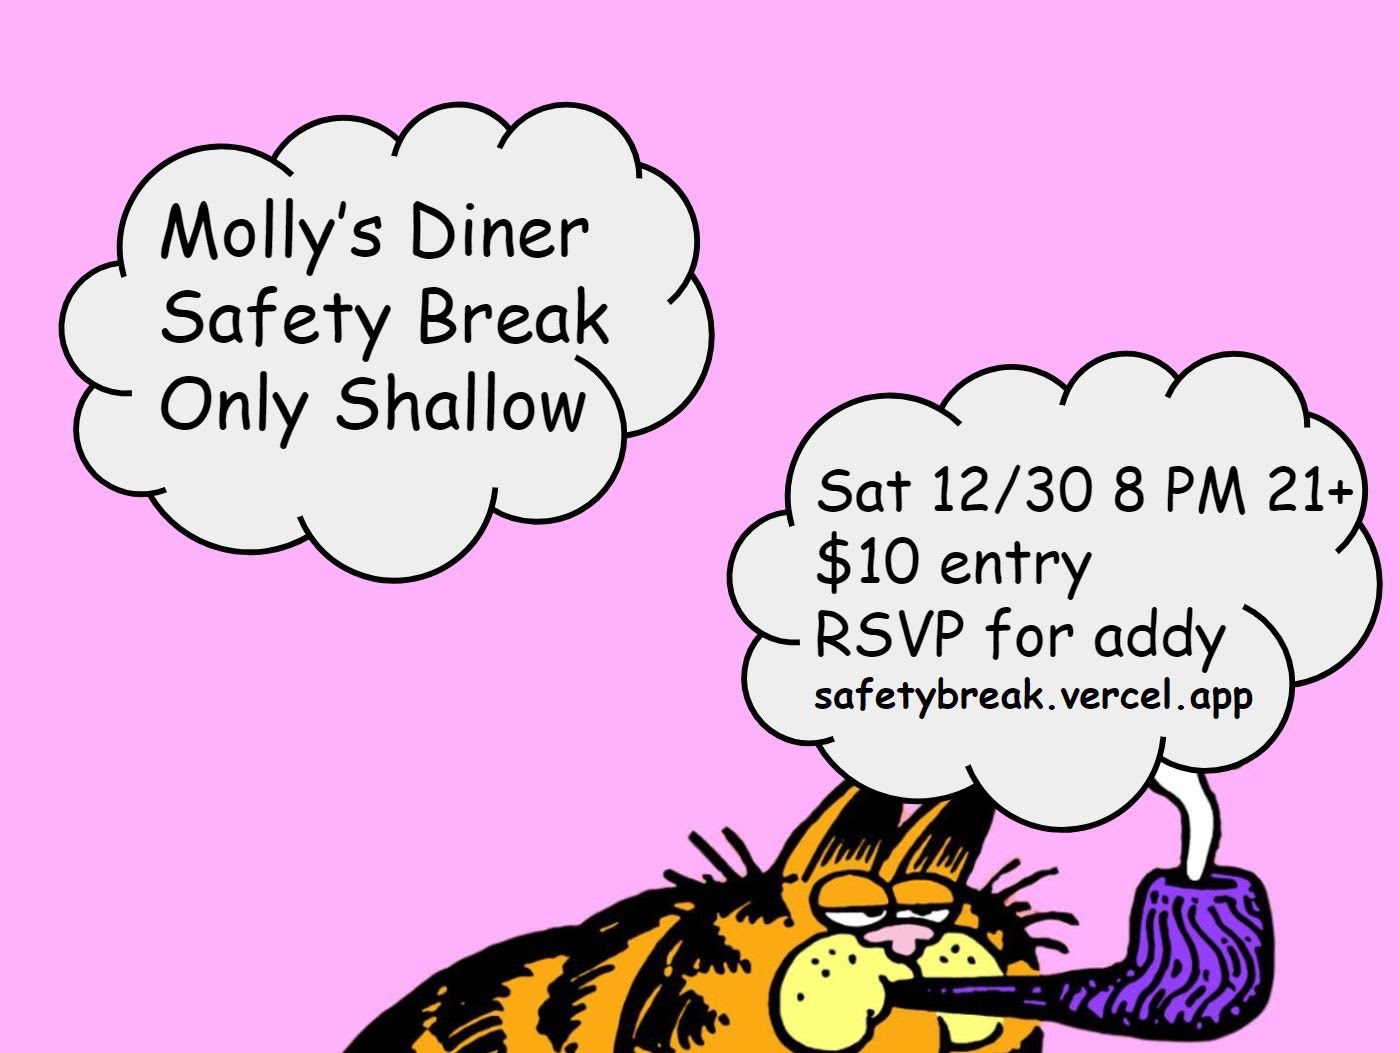 Molly's Diner
Safety Break
Only Shallow
Sat 12/30 8 PM 21+
$10 entry
RSVP for addy
safetybreak.vercel.app